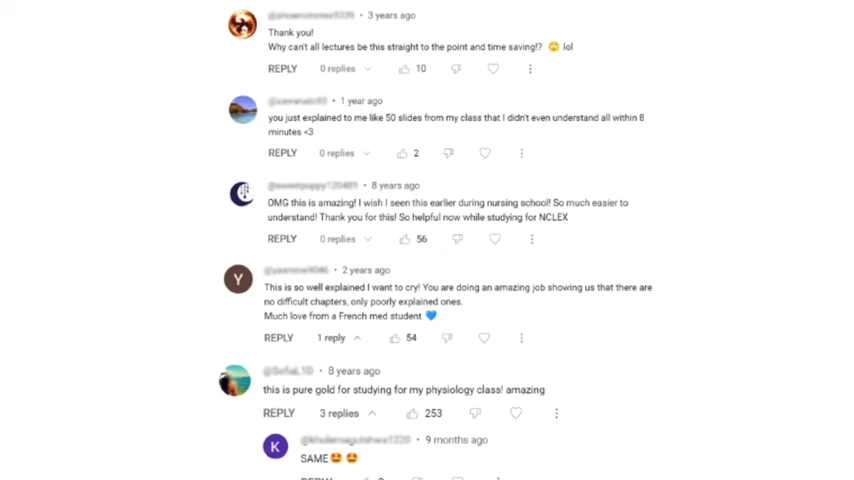 3 years ago
Thank you!
Why can't all lectures be this straight to the point and time saving!? 🙄 lol
REPLY 0 replies 10
1 year ago
you just explained to me like 50 slides from my class that I didn't even understand all within 8
minutes <3
REPLY 0 replies 2
8 years ago
OMG this is amazing! I wish I seen this earlier during nursing school! So much easier to
understand! Thank you for this! So helpful now while studying for NCLEX
REPLY 0 replies 56
Y
2 years ago
This is so well explained I want to cry! You are doing an amazing job showing us that there are
no difficult chapters, only poorly explained ones.
Much love from a French med student 💙
REPLY 1 reply 54
8 years ago
this is pure gold for studying for my physiology class! amazing
REPLY 3 replies 253
K
9 months ago
SAME🤩 🤩